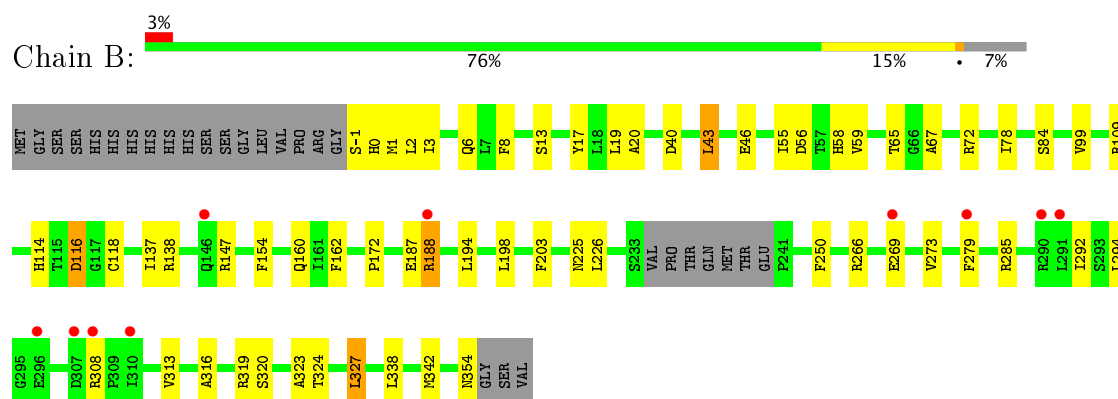 3%
Chain B:
76% 15% • 7%
MET GLY SER SER HIS HIS HIS HIS HIS HIS SER SER GLY LEU VAL PRO ARG GLY S-1 H0 M1 L2 I3 Q6 L7 F8 S13 Y17 L18 L19 A20 D40 L43 E46 I55 D56 T57 H58 V59 T65 G66 A67 R72 I78 S84 V99 R109
H114 T115 D116 G117 C118 I137 R138 Q146 R147 F154 Q160 I161 F162 P172 E187 R188 L194 L198 F203 N225 L226 S233 VAL PRO THR GLN MET THR GLU P241 F250 R266 E269 V273 F279 R285 R290 L291 I292 S293 L294
G295 E296 D307 R308 P309 I310 V313 A316 R319 S320 A323 T324 L327 L338 M342 N354 GLY SER VAL